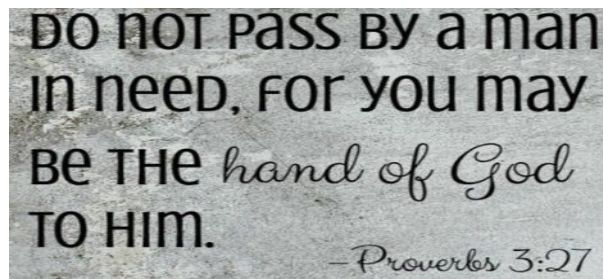 Do not pass by a man
in need, for you may
be the hand of God
to him.
–Proverbs 3:27